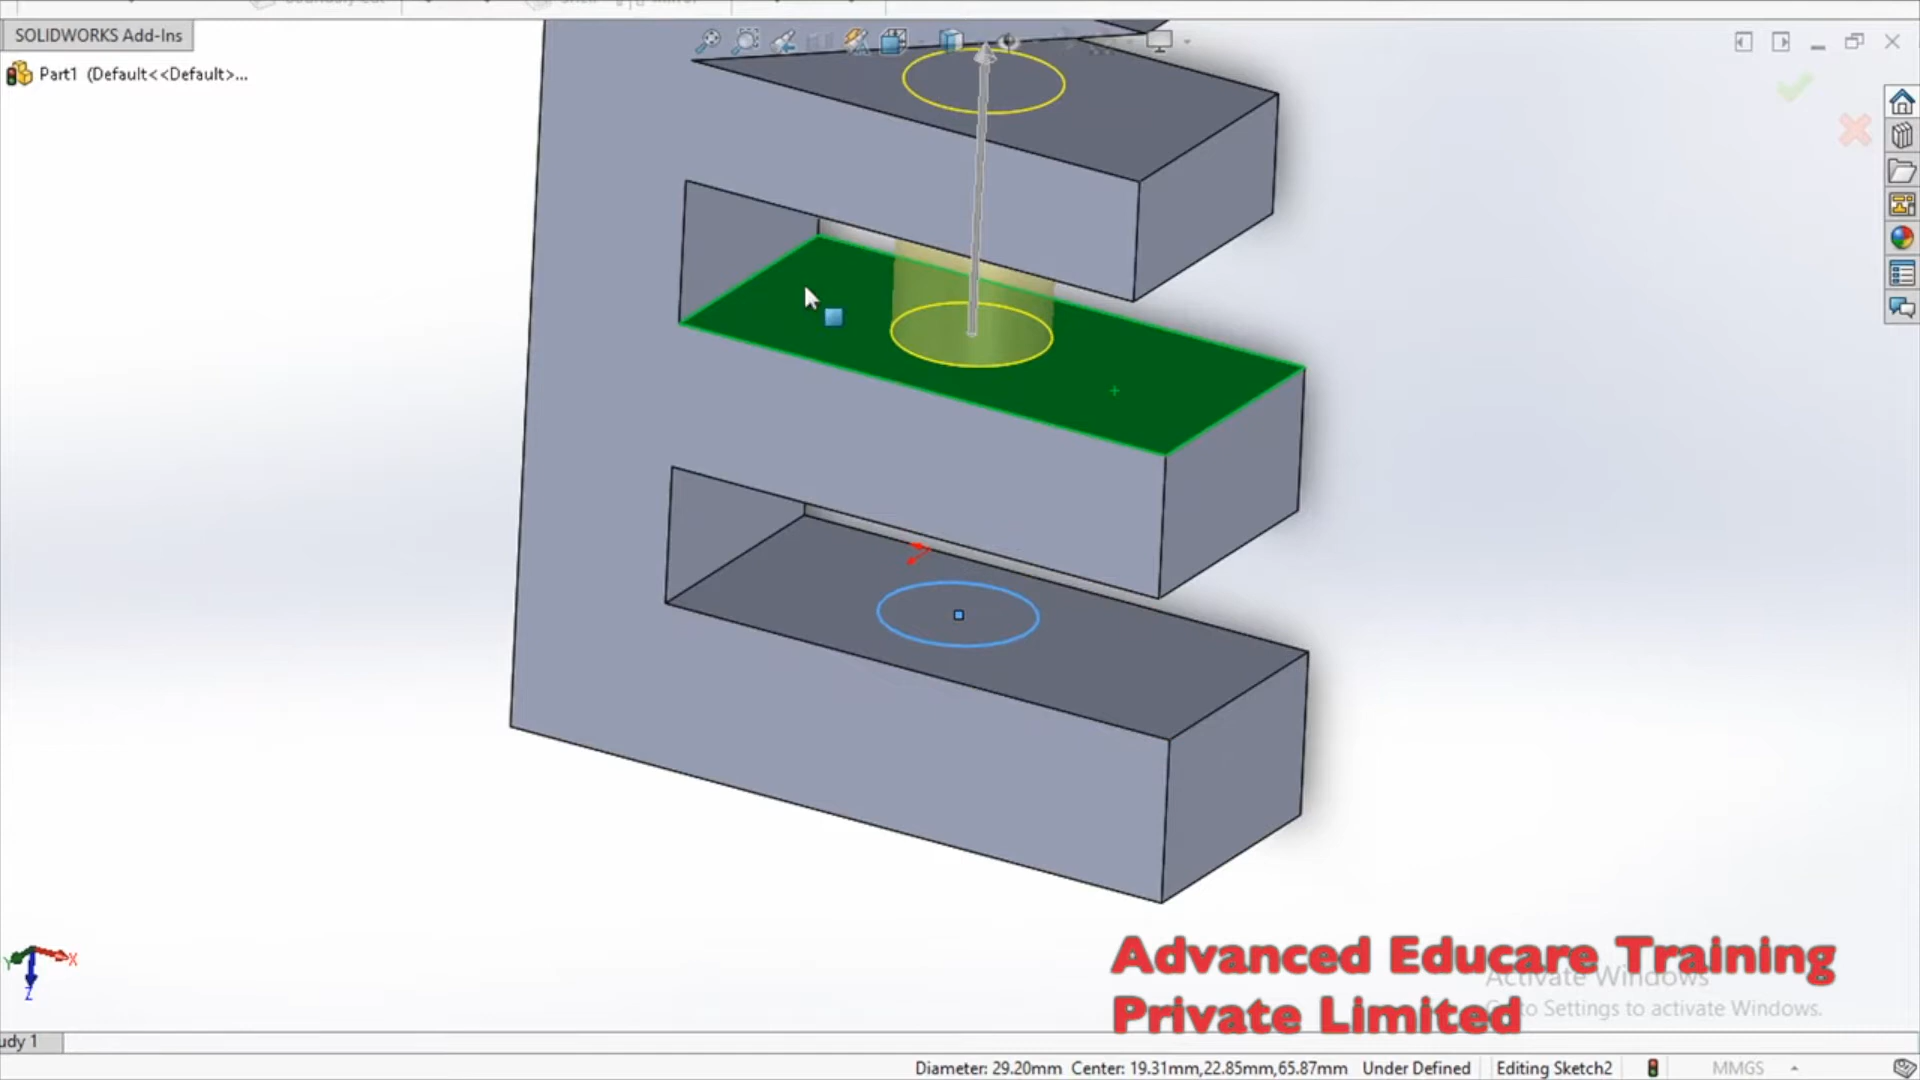 SOLIDWORKS Add-Ins
Part1 (Default<<Default>...
X
Y
Z
Advanced Educare Training
Private Limited
Activate Windows
to Settings to activate Windows.
udy 1
Diameter: 29.20mm Center: 19.31mm,22.85mm,65.87mm Under Defined Editing Sketch2 MMGS